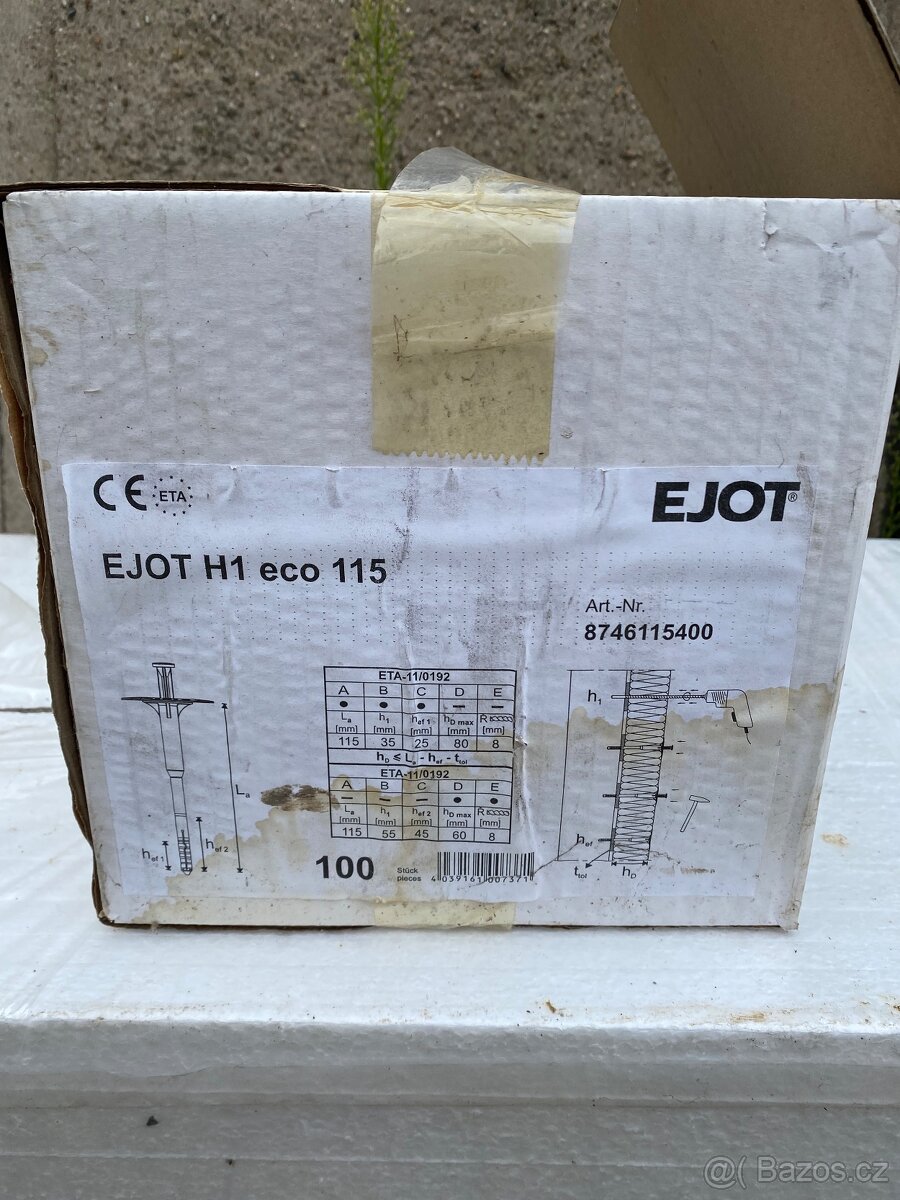 CE ETA
EJOT®
EJOT H1 eco 115
Art.-Nr.
8746115400
ETA-11/0192
A B C D E
● ● ● – –
La h1 hef 1 hD max R
[mm] [mm] [mm] [mm] [mm]
115 35 25 80 8
hD ≤ La - hef - ttol
ETA-11/0192
A B C D E
– – – ● ●
La h1 hef 2 hD max R
[mm] [mm] [mm] [mm] [mm]
115 55 45 60 8
La
hef 1 hef 2
h1
hef
ttol hD
100 Stück
pieces
4 039161 007371
@( Bazos.cz